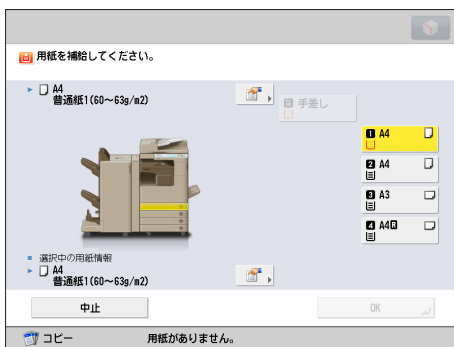 用紙を補給してください。
A4
普通紙1(60～63g/m2)
手差し
1 A4
2 A4
3 A3
4 A4R
選択中の用紙情報
A4
普通紙1(60～63g/m2)
中止
OK
コピー
用紙がありません。